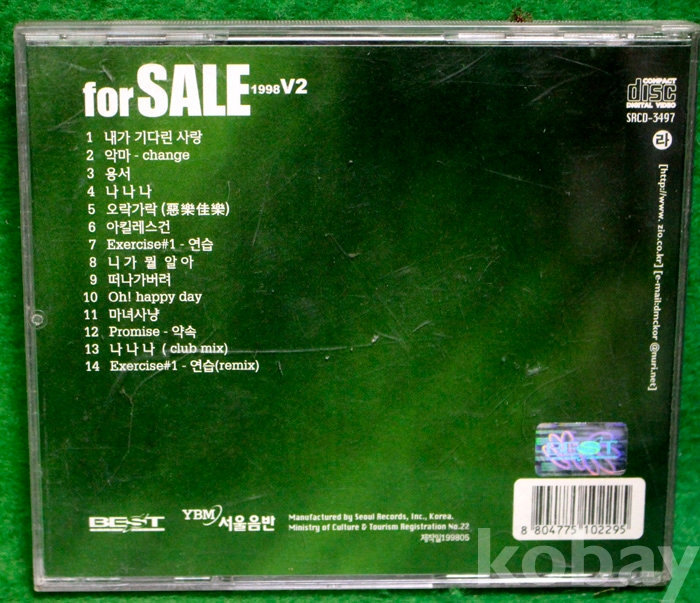 for SALE 1998 V2
1 내가 기다린 사랑
2 악마 - change
3 용서
4 나 나 나
5 오락가락 (惡樂佳樂)
6 아킬레스건
7 Exercise#1 - 연습
8 니 가 뭘 알 아
9 떠나가버려
10 Oh! happy day
11 마녀사냥
12 Promise - 약속
13 나 나 나 ( club mix)
14 Exercise#1 - 연습(remix)
COMPACT
disc
DIGITAL VIDEO
SRCD-3497
라
[http://www. zio.co.kr] [e-mail:dmckor @nuri.net]
BEST
BEST
YBM 서울음반
Manufactured by Seoul Records, Inc., Korea.
Ministry of Culture & Tourism Registration No.22
제작일199805
8 804775 102295
kobay